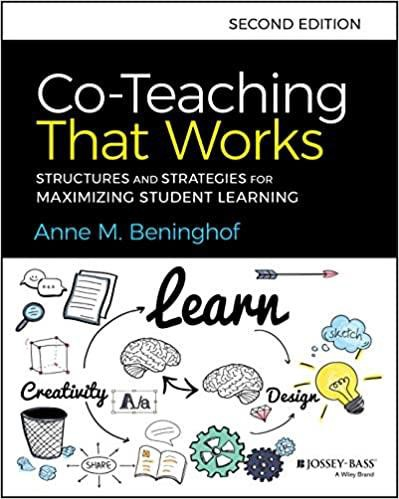 SECOND EDITION
Co-Teaching
That Works
STRUCTURES AND STRATEGIES FOR
MAXIMIZING STUDENT LEARNING
Anne M. Beninghof
Learn
sketch
Creativity
A/a
Design
SHARE
JOSSEY-BASS™
A Wiley Brand